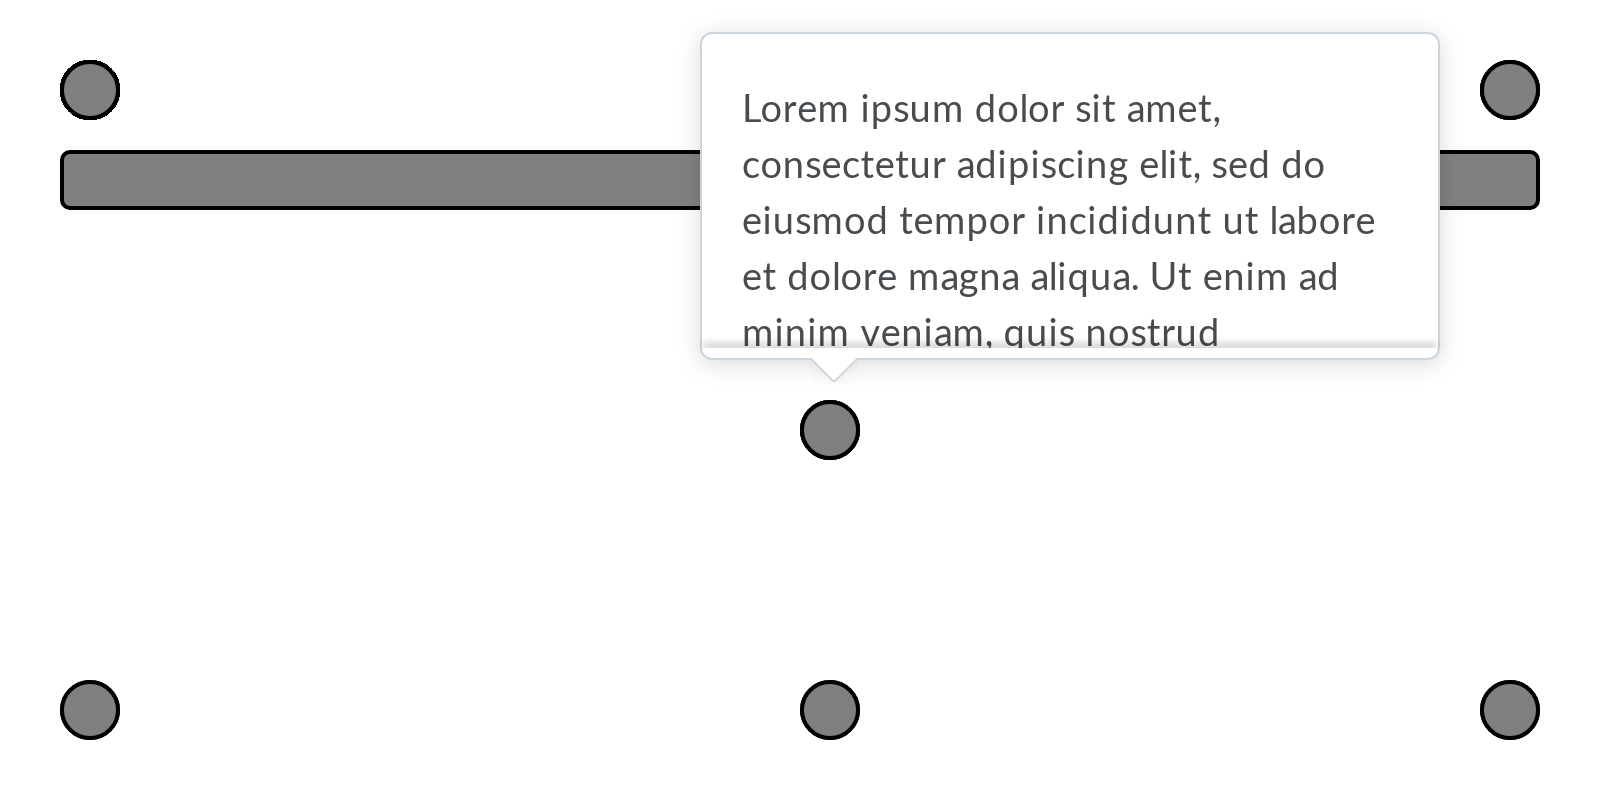 Lorem ipsum dolor sit amet,
consectetur adipiscing elit, sed do
eiusmod tempor incididunt ut labore
et dolore magna aliqua. Ut enim ad
minim veniam, quis nostrud